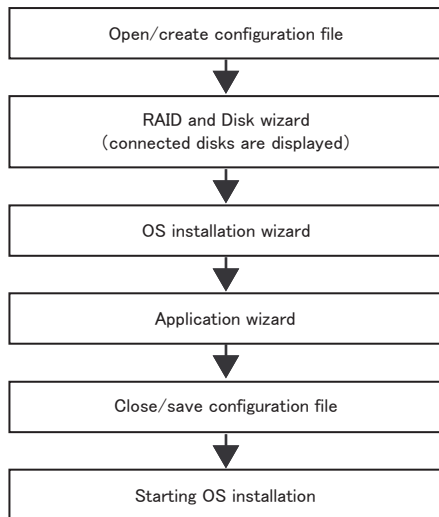 Open/create configuration file
RAID and Disk wizard
(connected disks are displayed)
OS installation wizard
Application wizard
Close/save configuration file
Starting OS installation